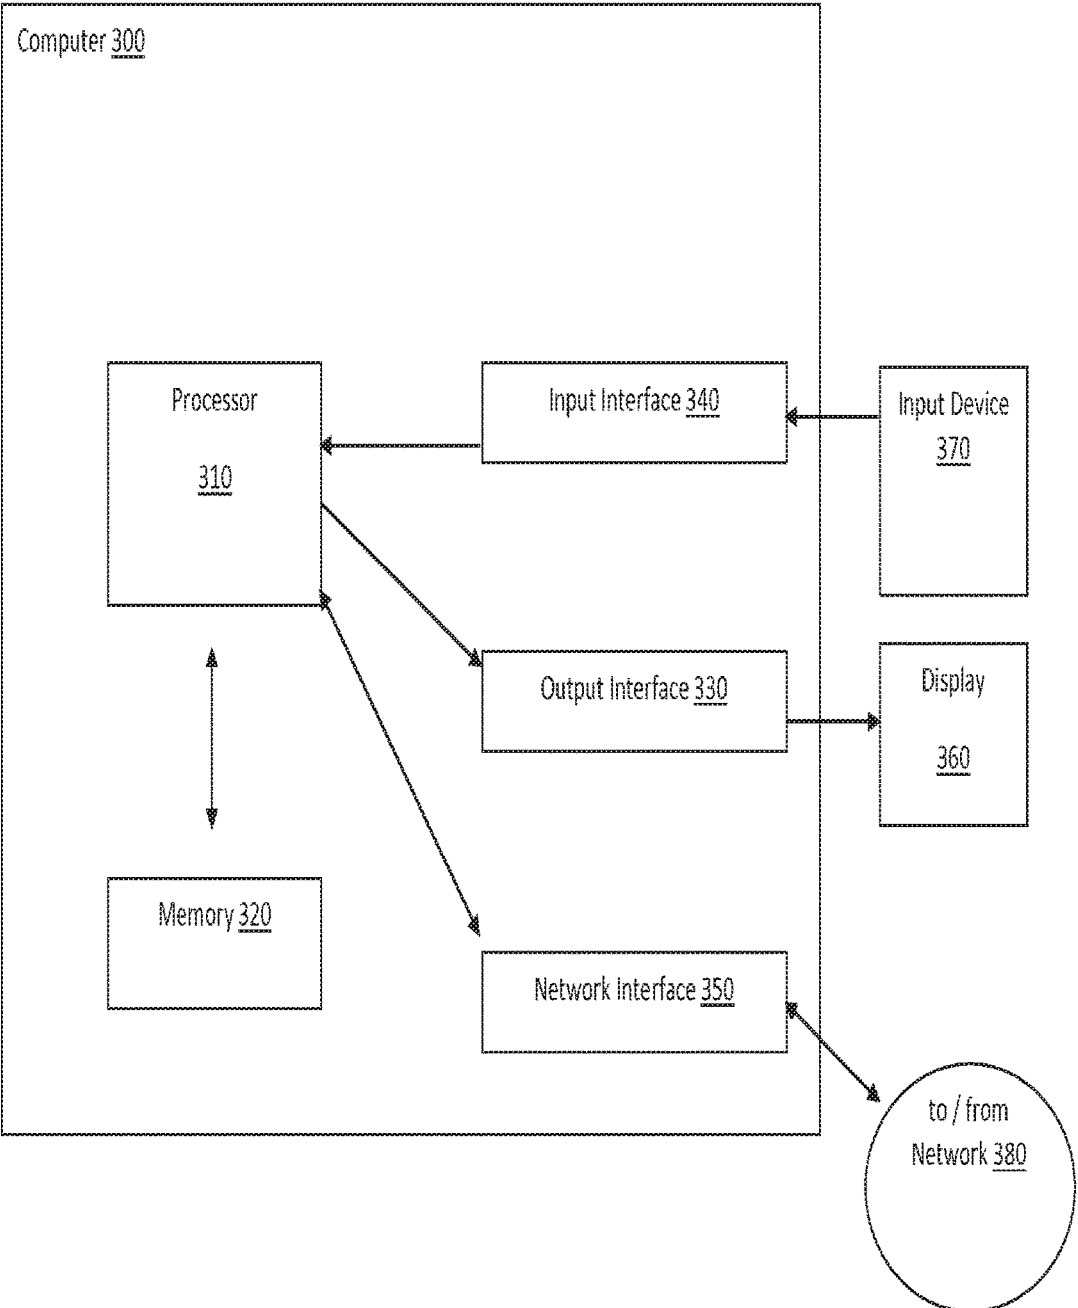 Computer 300
Processor
310
Input Interface 340
Input Device
370
Output Interface 330
Display
360
Memory 320
Network Interface 350
to / from
Network 380